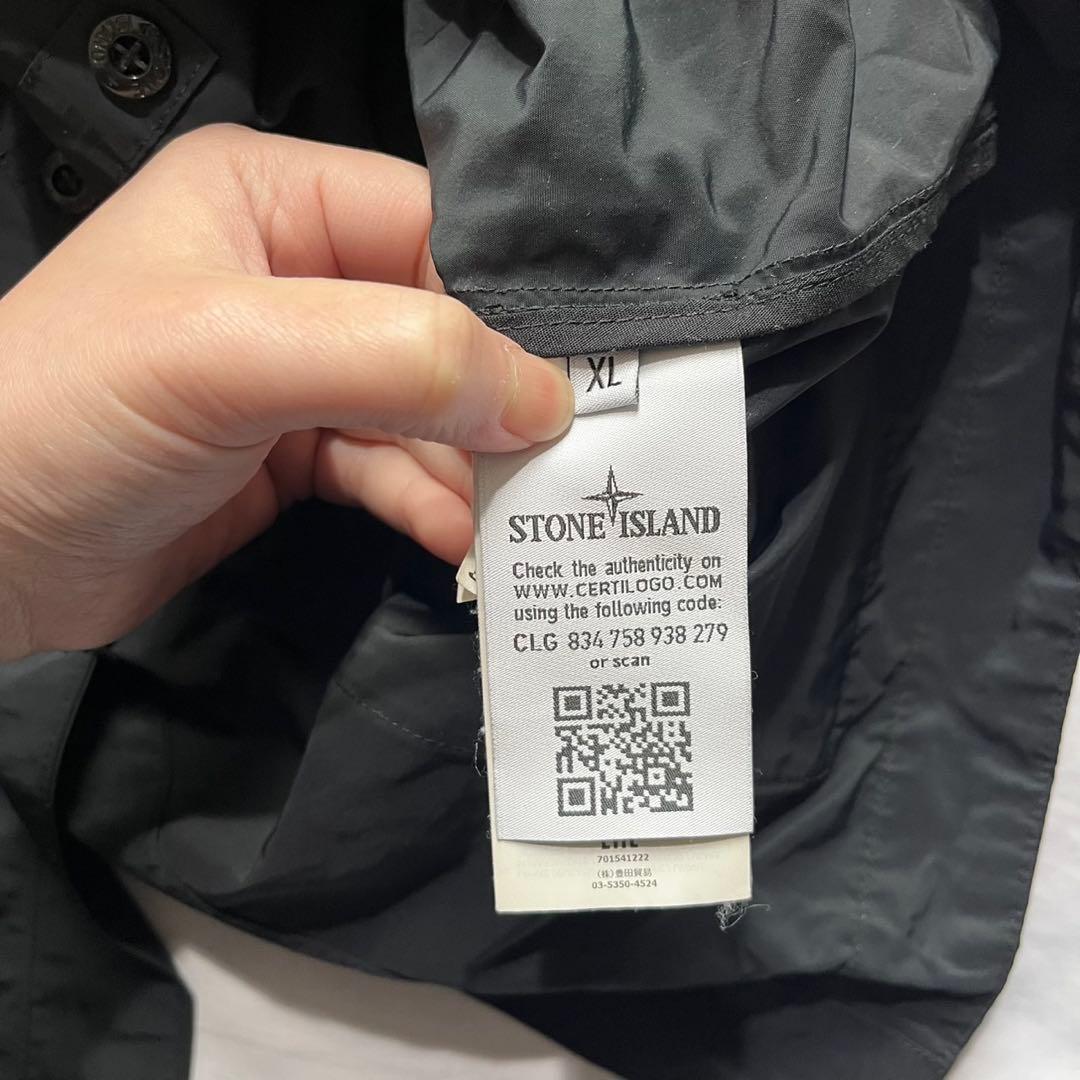 XL
STONE ISLAND
Check the authenticity on
WWW.CERTILOGO.COM
using the following code:
CLG 834 758 938 279
or scan
701541222
(株)豊田貿易
03-5350-4524